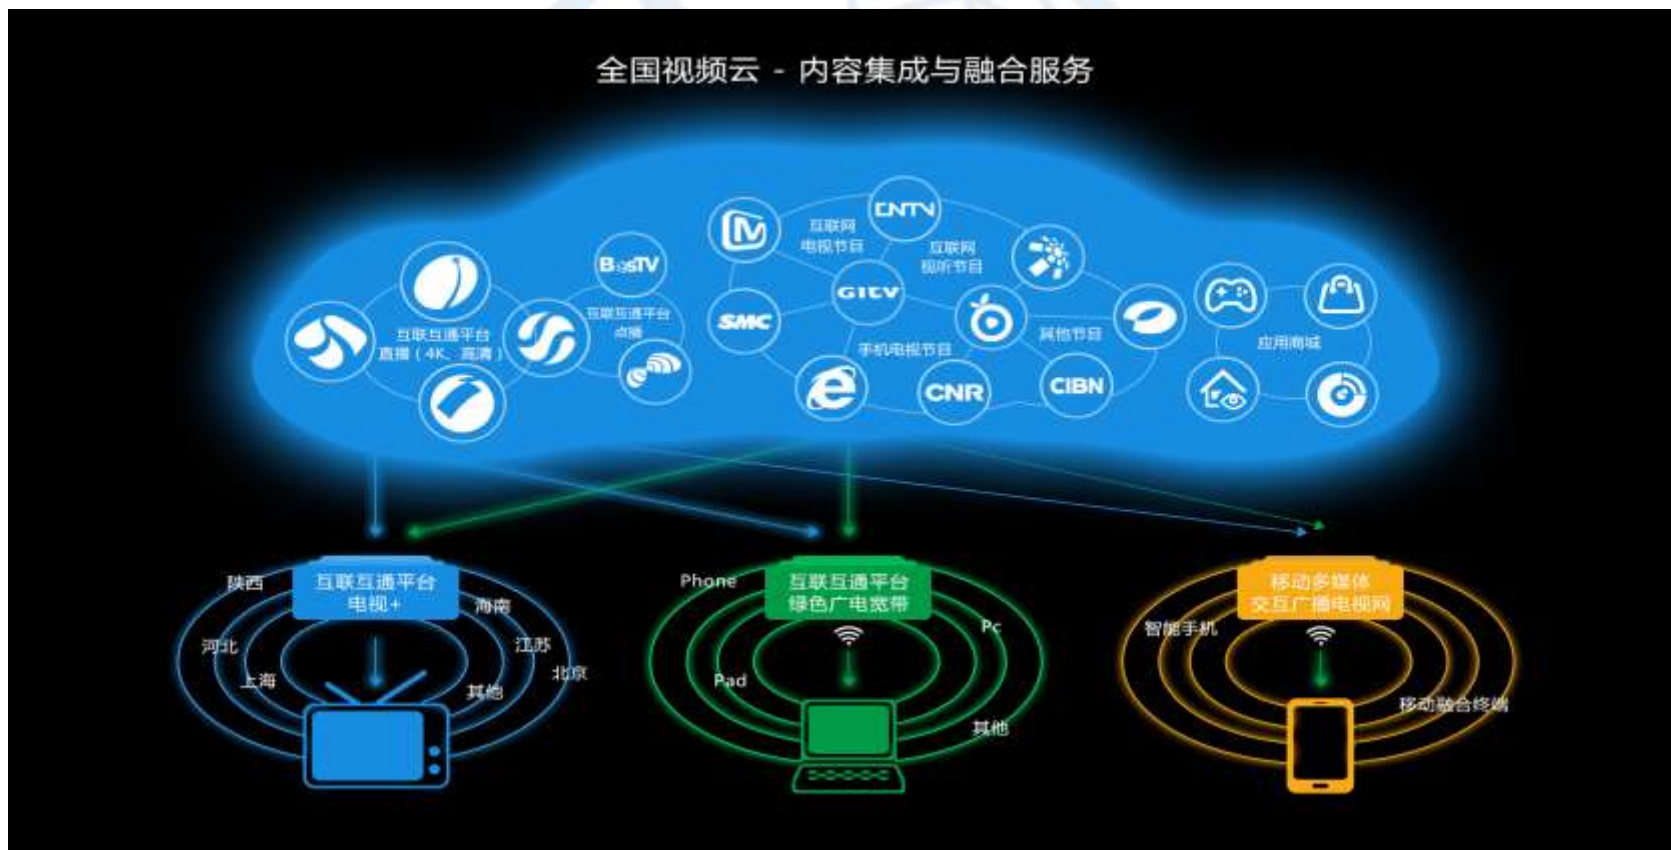 全国视频云 - 内容集成与融合服务
CNTV
互联网
电视节目
互联网
视听节目
BesTV
GITV
互联互通平台
点播
SMC
互联互通平台
直播（4K、高清）
其他节目
手机电视节目
应用商城
CNR
CIBN
互联互通平台
电视+
陕西
海南
河北
江苏
上海
北京
其他
互联互通平台
绿色广电宽带
Phone
Pc
Pad
其他
移动多媒体
交互广播电视网
智能手机
移动融合终端